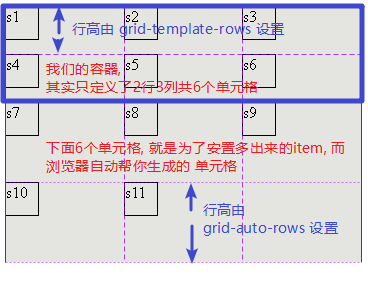 s1 s2 s3
行高由 grid-template-rows 设置
s4 s5 s6
我们的容器,
其实只定义了2行3列共6个单元格
s7 s8 s9
下面6个单元格, 就是为了安置多出来的item, 而
浏览器自动帮你生成的 单元格
s10 s11
行高由
grid-auto-rows 设置